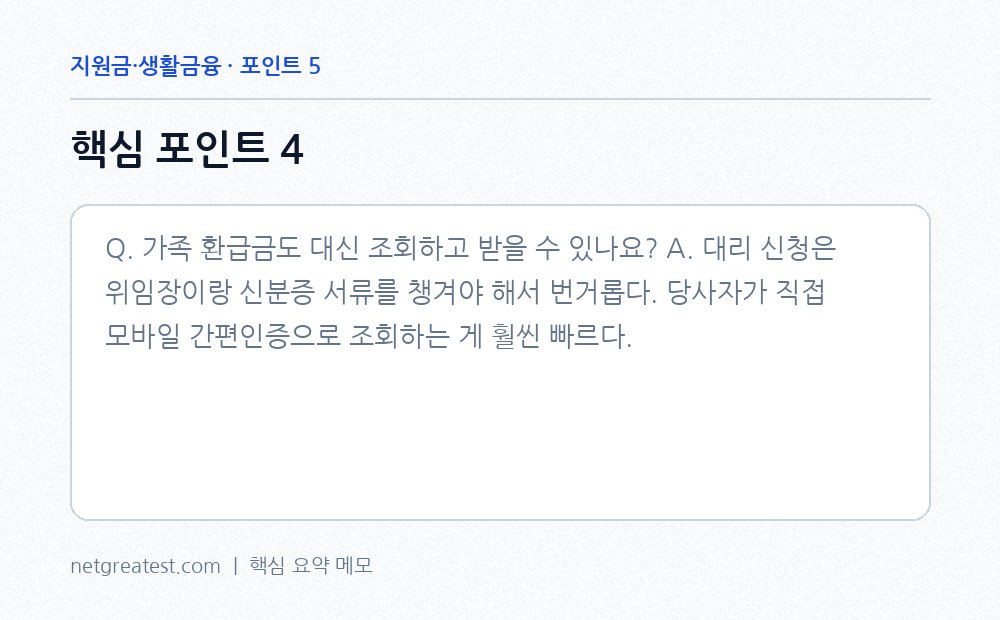 지원금·생활금융 · 포인트 5
핵심 포인트 4
Q. 가족 환급금도 대신 조회하고 받을 수 있나요? A. 대리 신청은
위임장이랑 신분증 서류를 챙겨야 해서 번거롭다. 당사자가 직접
모바일 간편인증으로 조회하는 게 훨씬 빠르다.
netgreatest.com | 핵심 요약 메모